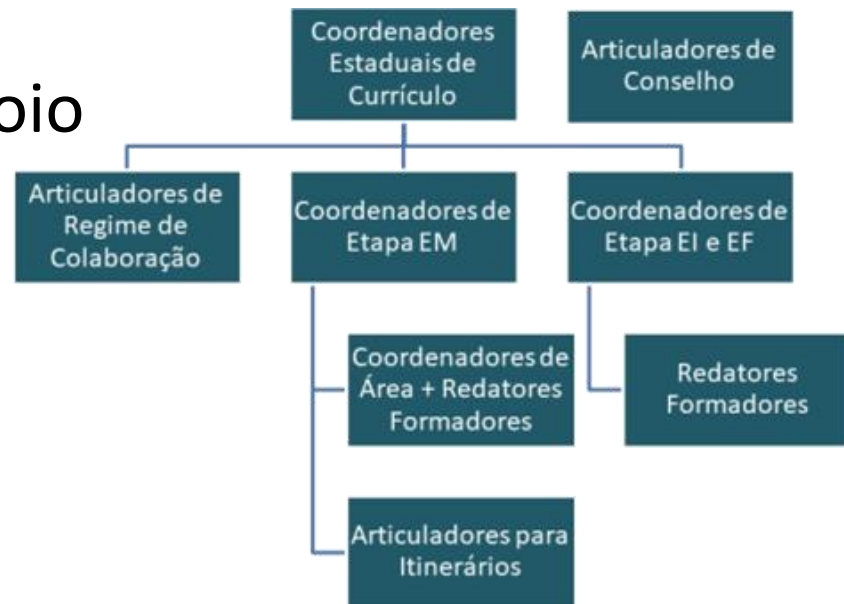 Coordenadores
Estaduais de
Currículo
Articuladores de
Conselho
oio
Articuladores de
Regime de
Colaboração
Coordenadores de
Etapa EM
Coordenadores de
Etapa EI e EF
Coordenadores de
Área + Redatores
Formadores
Redatores
Formadores
Articuladores para
Itinerários